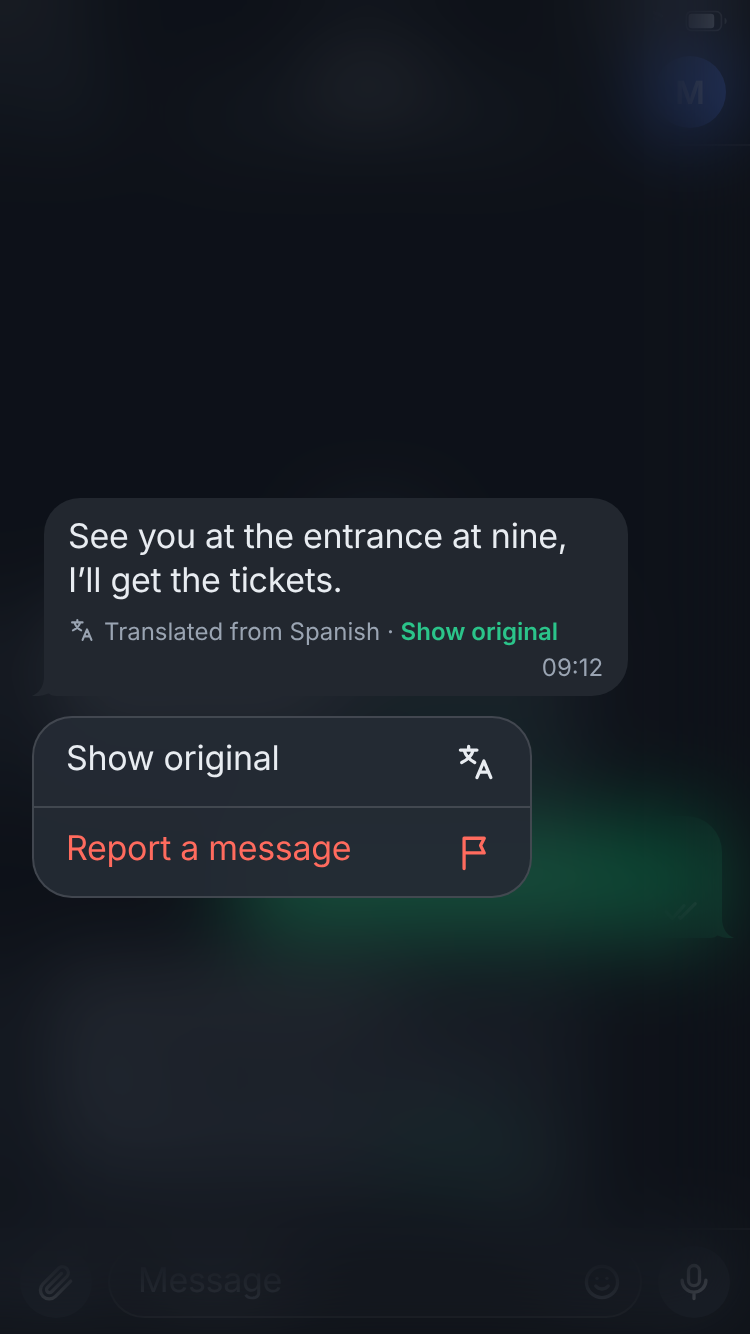 M
See you at the entrance at nine,
I’ll get the tickets.
Translated from Spanish · Show original
09:12
Show original
Report a message
Message